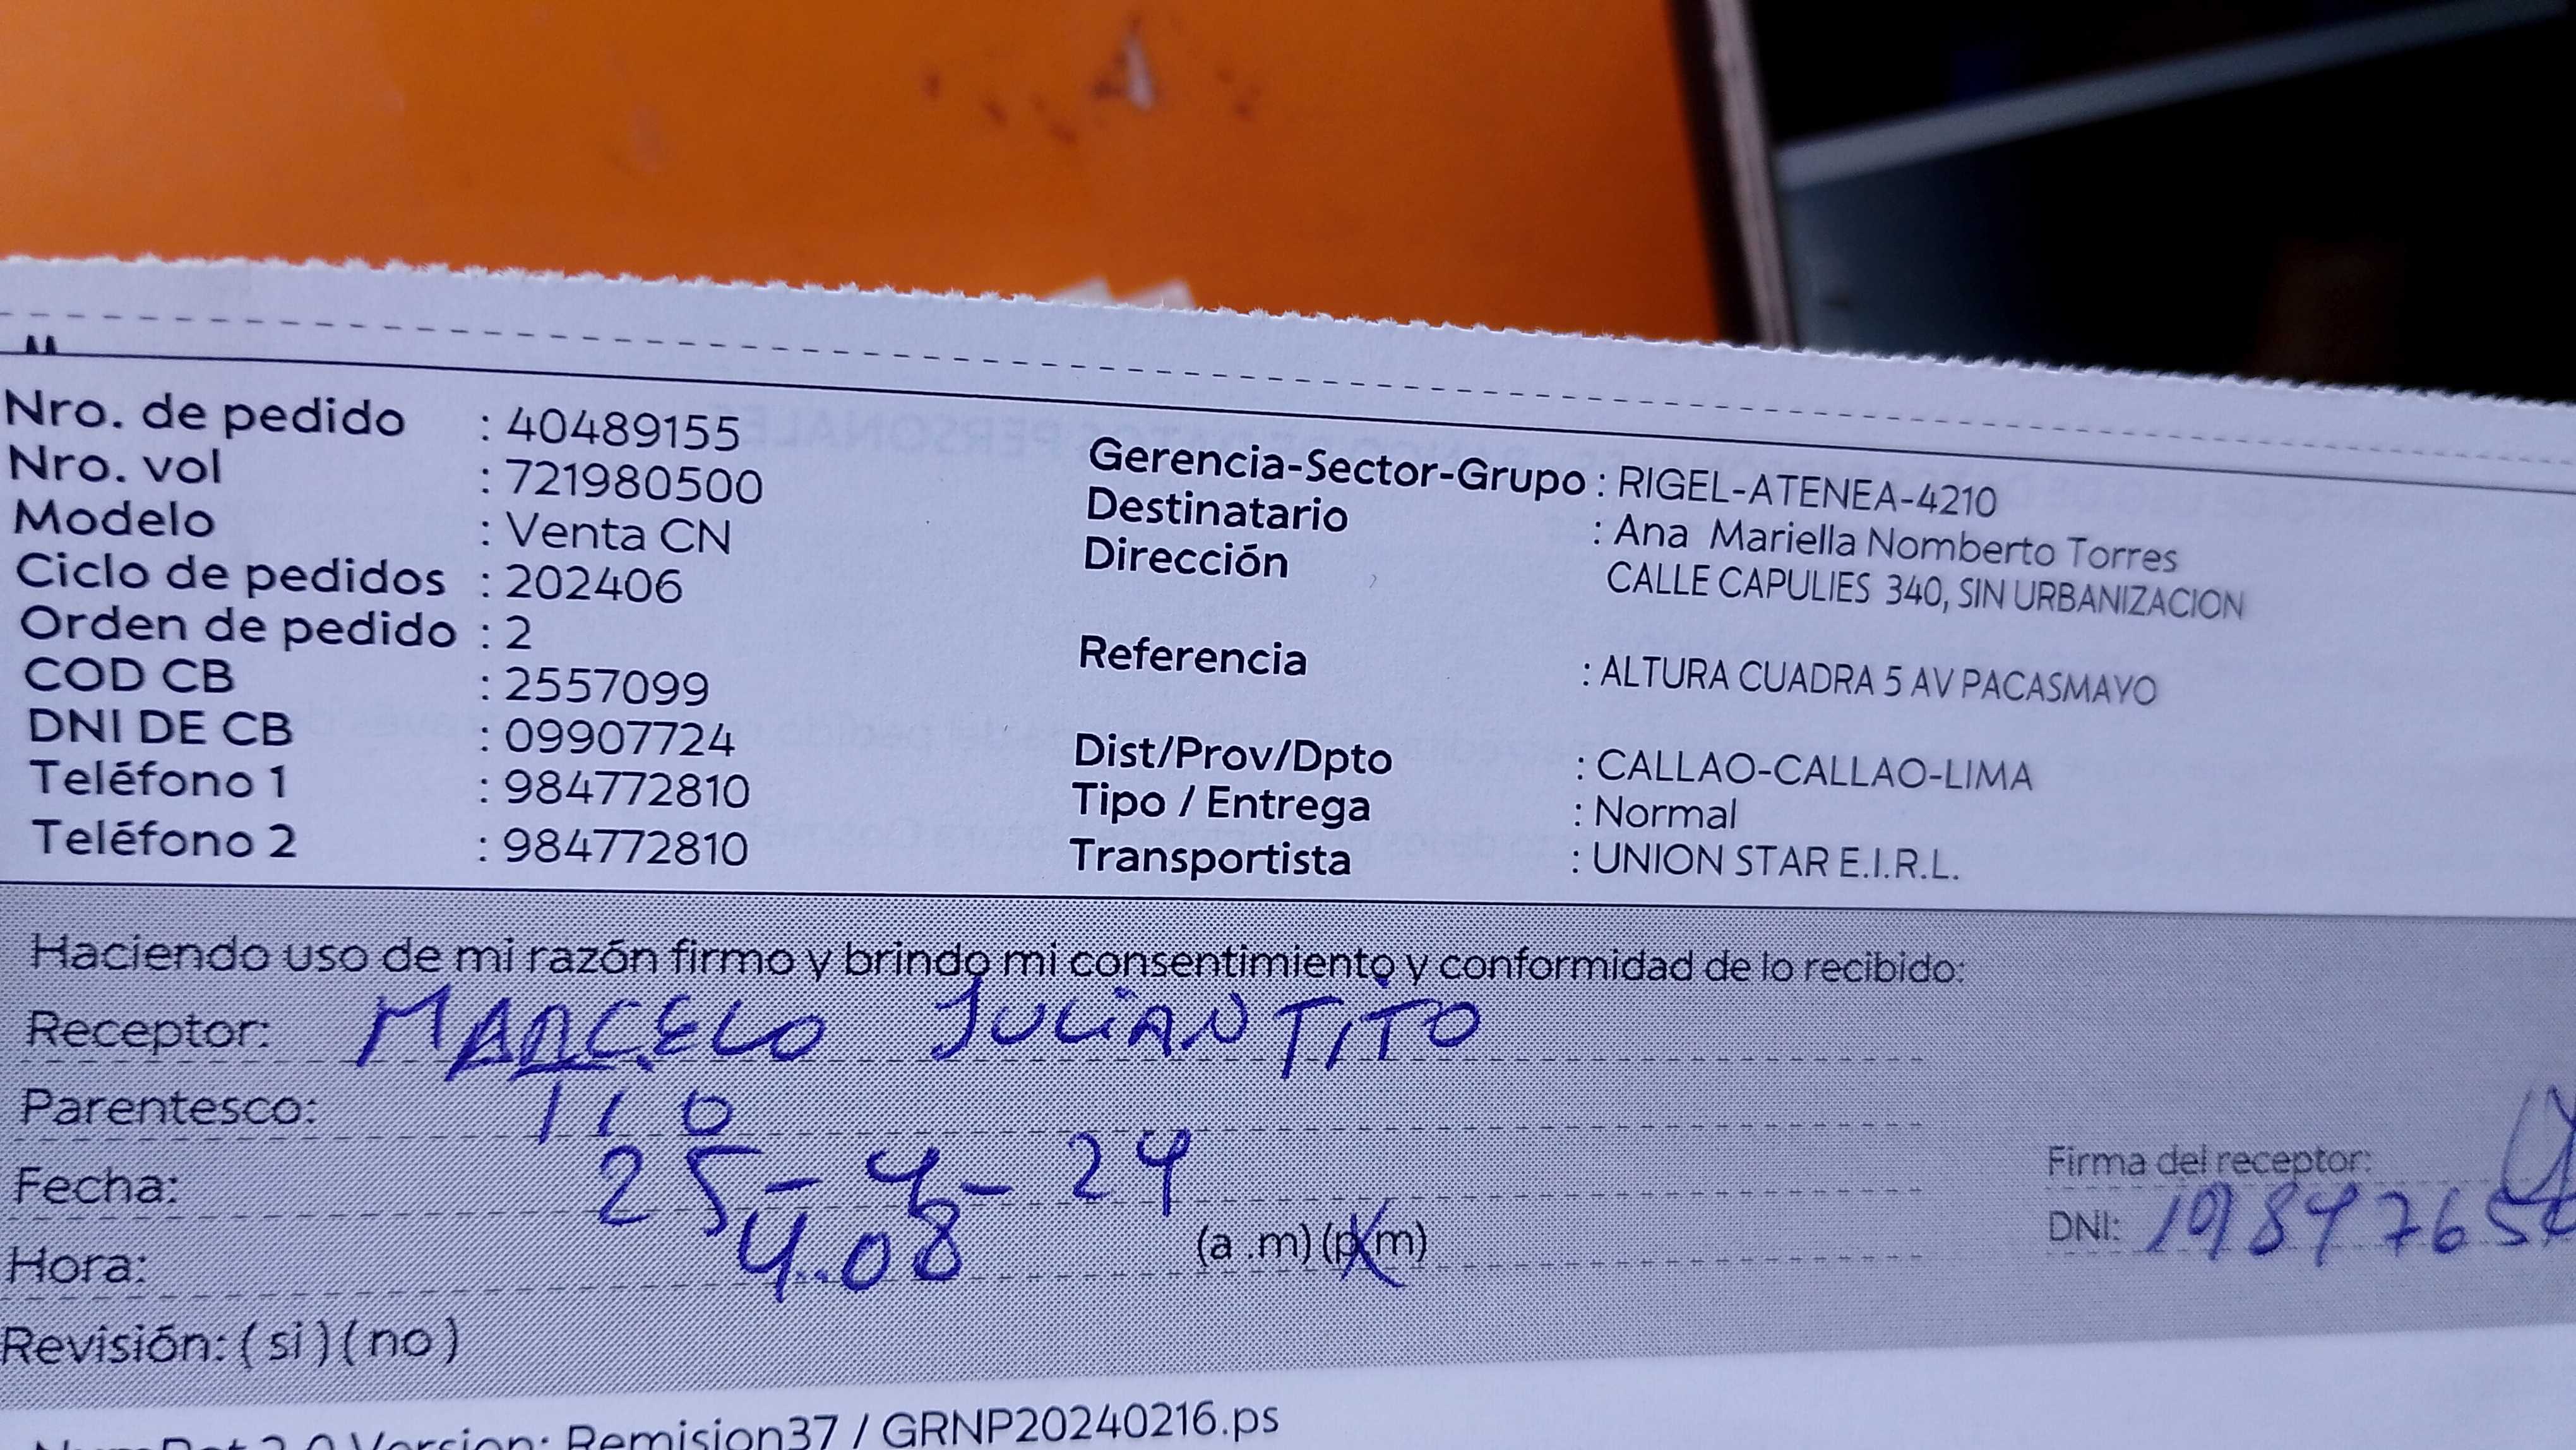 Nro. de pedido : 40489155
Nro. vol : 721980500
Modelo : Venta CN
Ciclo de pedidos : 202406
Orden de pedido : 2
COD CB : 2557099
DNI DE CB : 09907724
Teléfono 1 : 984772810
Teléfono 2 : 984772810
Gerencia-Sector-Grupo : RIGEL-ATENEA-4210
Destinatario : Ana Mariella Nomberto Torres
Dirección CALLE CAPULIES 340, SIN URBANIZACION
Referencia : ALTURA CUADRA 5 AV PACASMAYO
Dist/Prov/Dpto : CALLAO-CALLAO-LIMA
Tipo / Entrega : Normal
Transportista : UNION STAR E.I.R.L.
Haciendo uso de mi razón firmo y brindo mi consentimiento y conformidad de lo recibido:
Receptor: MARCELO JULIAN TITO
Parentesco: TIO
Fecha: 25-4-24
Hora: 4.08 (a .m) (p.m)
Revisión: ( si ) ( no )
Firma del receptor:
DNI:
Version: Remision37 / GRNP20240216.ps